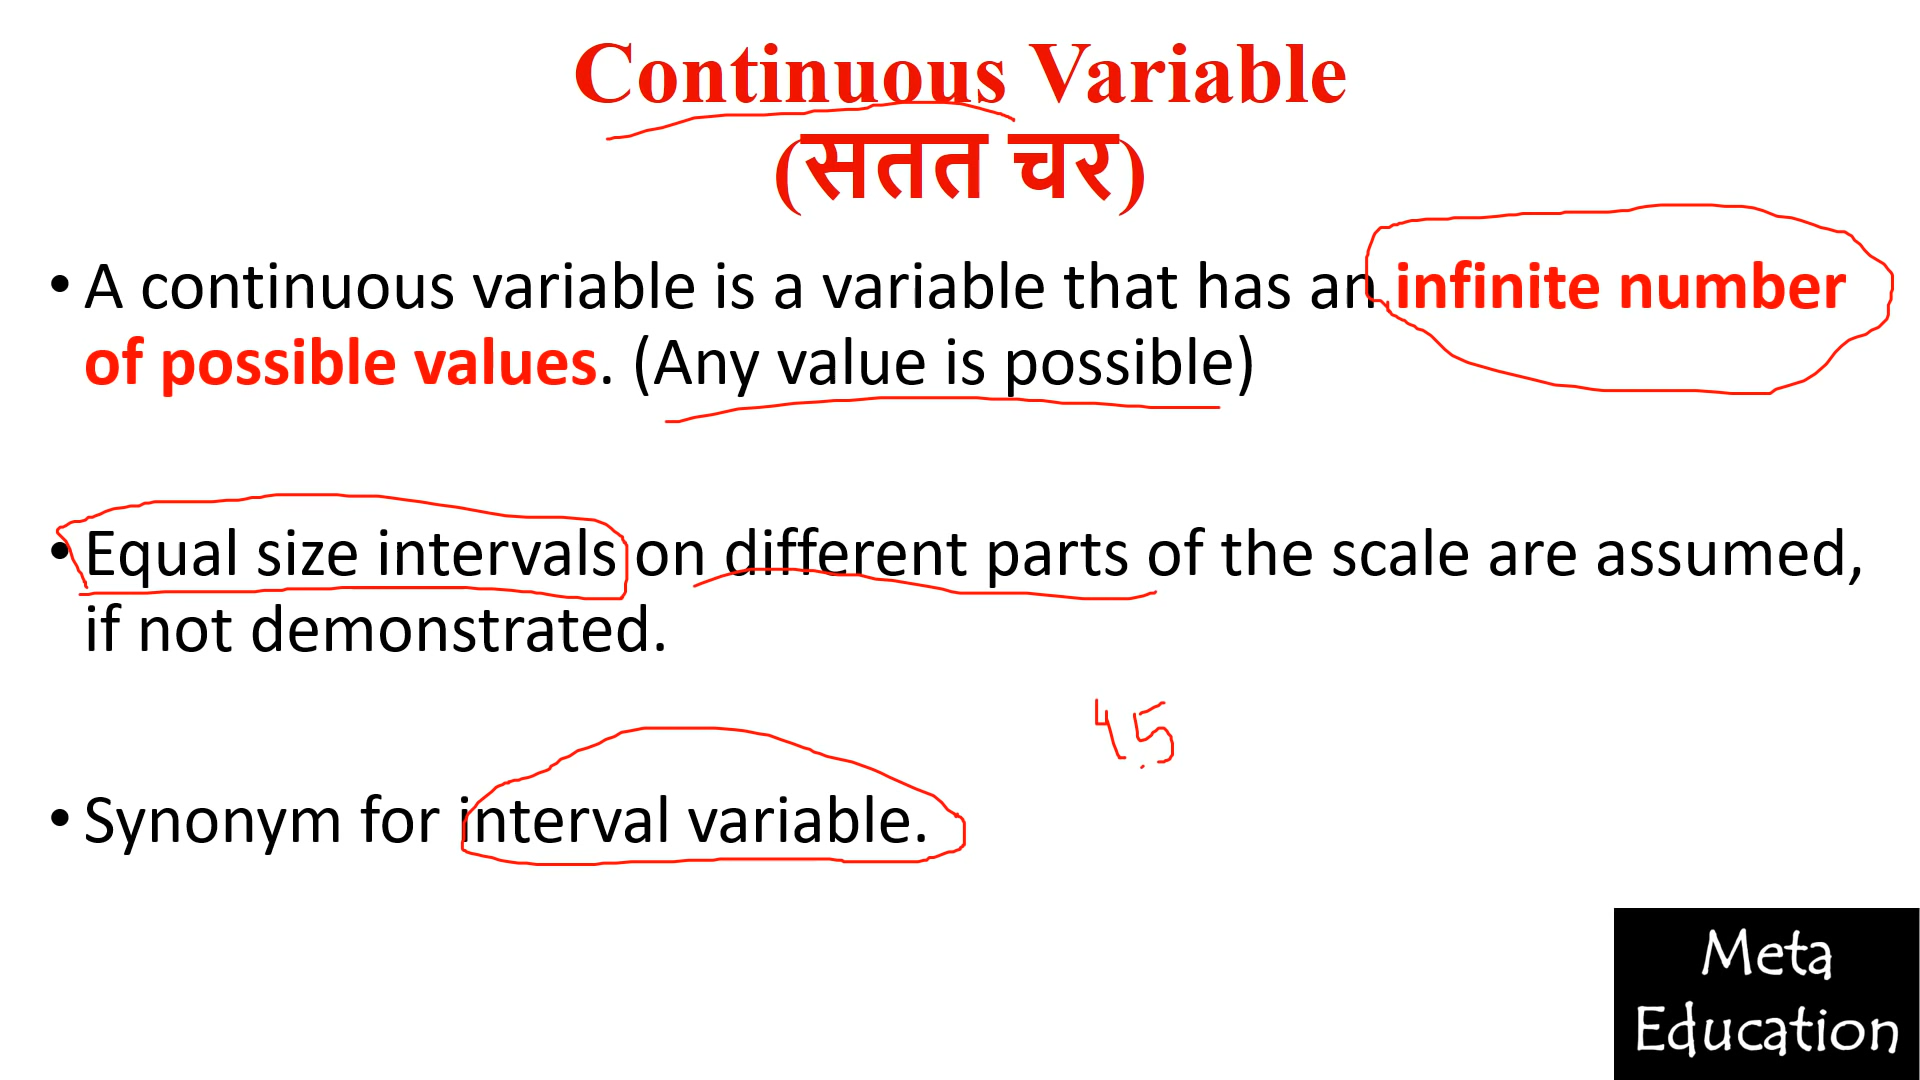 Continuous Variable
(सतत चर)
• A continuous variable is a variable that has an infinite number
of possible values. (Any value is possible)
• Equal size intervals on different parts of the scale are assumed,
if not demonstrated.
4.5
• Synonym for interval variable.
Meta
Education